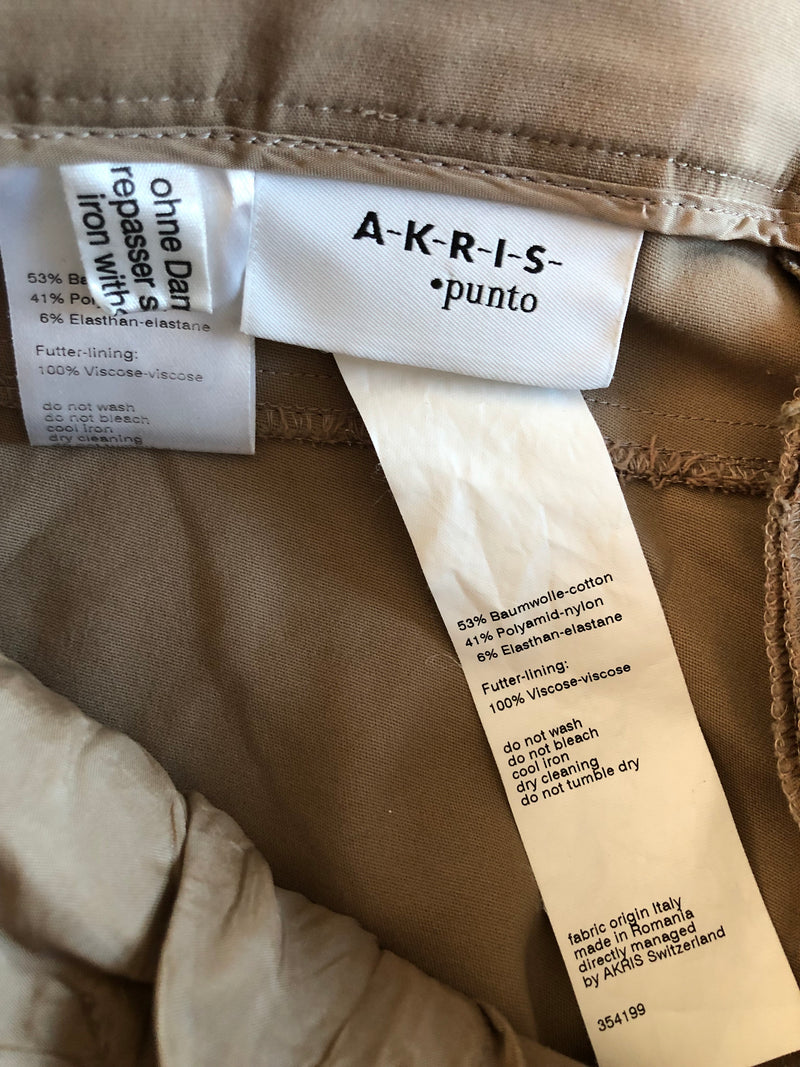 ohne Dam
repasser s
iron with
53% Ba
41% Pol
6% Elasthan-elastane
Futter-lining:
100% Viscose-viscose
do not wash
do not bleach
cool iron
dry cleaning
A-K-R-I-S-
•punto
53% Baumwolle-cotton
41% Polyamid-nylon
6% Elasthan-elastane
Futter-lining:
100% Viscose-viscose
do not wash
do not bleach
cool iron
dry cleaning
do not tumble dry
fabric origin Italy
made in Romania
directly managed
by AKRIS Switzerland
354199